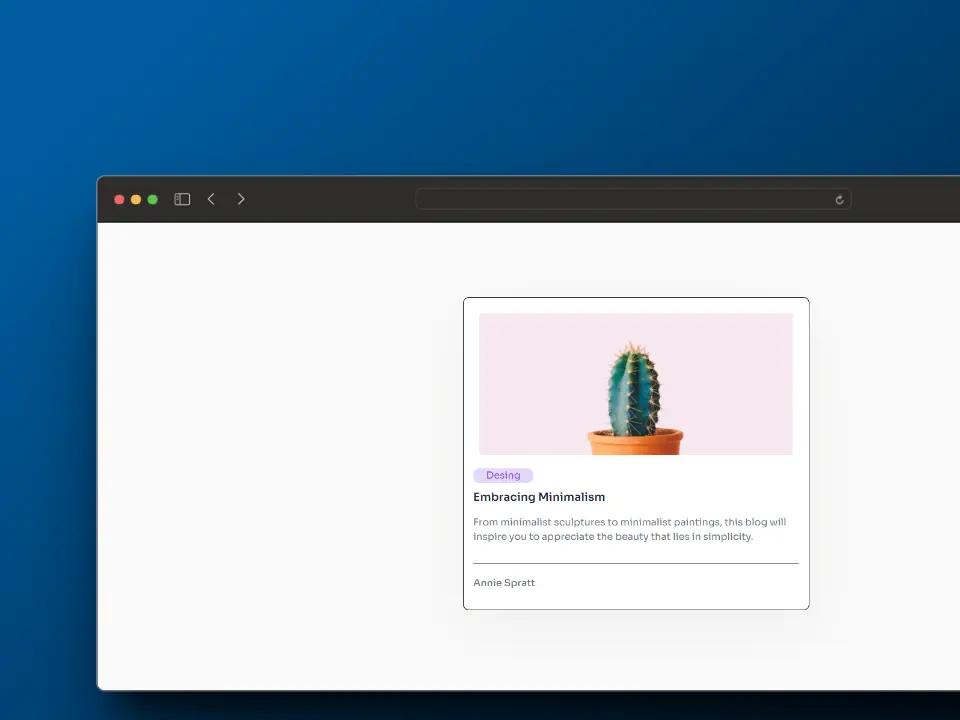 Desing
Embracing Minimalism
From minimalist sculptures to minimalist paintings, this blog will
inspire you to appreciate the beauty that lies in simplicity.
Annie Spratt